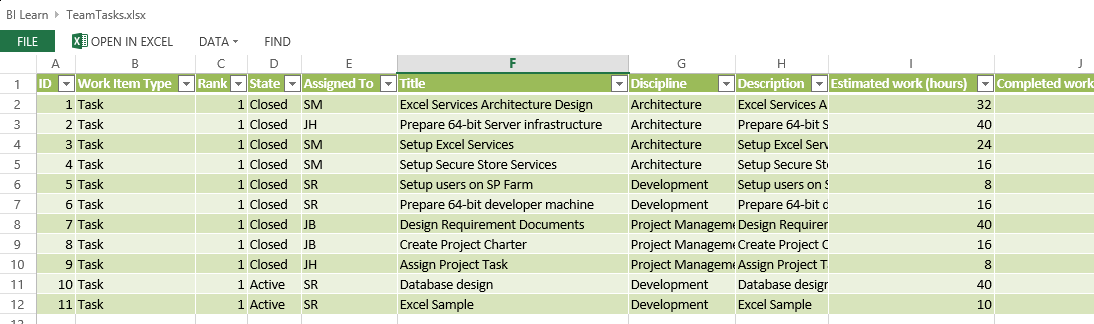 BI Learn ▸ TeamTasks.xlsx
FILE OPEN IN EXCEL DATA FIND
A B C D E F G H I J
1 ID Work Item Type Rank State Assigned To Title Discipline Description Estimated work (hours) Completed work
2 1 Task 1 Closed SM Excel Services Architecture Design Architecture Excel Services A 32
3 2 Task 1 Closed JH Prepare 64-bit Server infrastructure Architecture Prepare 64-bit S 40
4 3 Task 1 Closed SM Setup Excel Services Architecture Setup Excel Serv 24
5 4 Task 1 Closed SM Setup Secure Store Services Architecture Setup Secure Sto 16
6 5 Task 1 Closed SR Setup users on SP Farm Development Setup users on S 8
7 6 Task 1 Closed SR Prepare 64-bit developer machine Development Prepare 64-bit d 16
8 7 Task 1 Closed JB Design Requirement Documents Project Manageme Design Requirer 40
9 8 Task 1 Closed JB Create Project Charter Project Manageme Create Project C 16
10 9 Task 1 Closed JH Assign Project Task Project Manageme Assign Project T 8
11 10 Task 1 Active SR Database design Development Database design 40
12 11 Task 1 Active SR Excel Sample Development Excel Sample 10